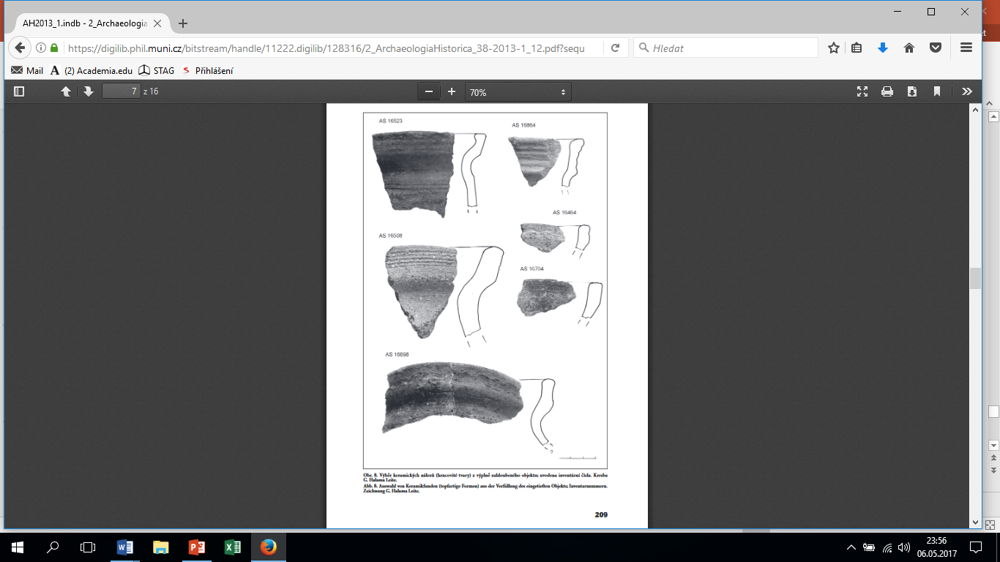 AH2013_1.indb - 2_Archaeologia
https://digilib.phil.muni.cz/bitstream/handle/11222.digilib/128316/2_ArchaeologiaHistorica_38-2013-1_12.pdf?sequ
Hledat
Mail
(2) Academia.edu
STAG
Přihlášení
7 z 16
70%
AS 16523
AS 16864
AS 16464
AS 16508
AS 16704
AS 16698
Obr. 8. Výběr keramických nálezů (hrncovité tvary) z výplně zahloubeného objektu; uvedena inventární čísla. Kresba
G. Halama Leite.
Abb. 8. Auswahl von Keramikfunden (topfartige Formen) aus der Verfüllung des eingetieften Objekts; Inventarnummern.
Zeichnung G. Halama Leite.
209
23:56
06.05.2017